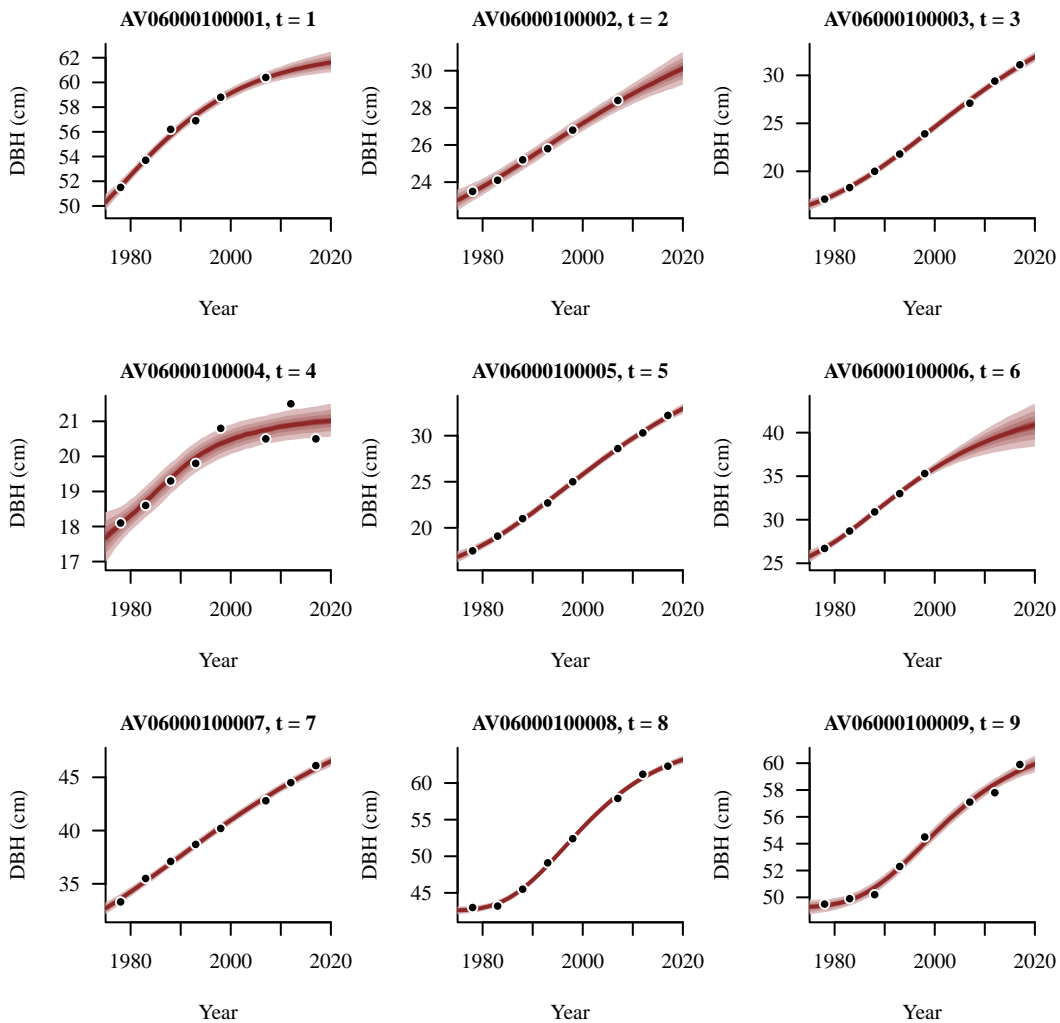 AV06000100001, t = 1
DBH (cm)
62
60
58
56
54
52
50
1980 2000 2020
Year
AV06000100002, t = 2
DBH (cm)
30
28
26
24
1980 2000 2020
Year
AV06000100003, t = 3
DBH (cm)
30
25
20
1980 2000 2020
Year
AV06000100004, t = 4
DBH (cm)
21
20
19
18
17
1980 2000 2020
Year
AV06000100005, t = 5
DBH (cm)
30
25
20
1980 2000 2020
Year
AV06000100006, t = 6
DBH (cm)
40
35
30
25
1980 2000 2020
Year
AV06000100007, t = 7
DBH (cm)
45
40
35
1980 2000 2020
Year
AV06000100008, t = 8
DBH (cm)
60
55
50
45
1980 2000 2020
Year
AV06000100009, t = 9
DBH (cm)
60
58
56
54
52
50
1980 2000 2020
Year